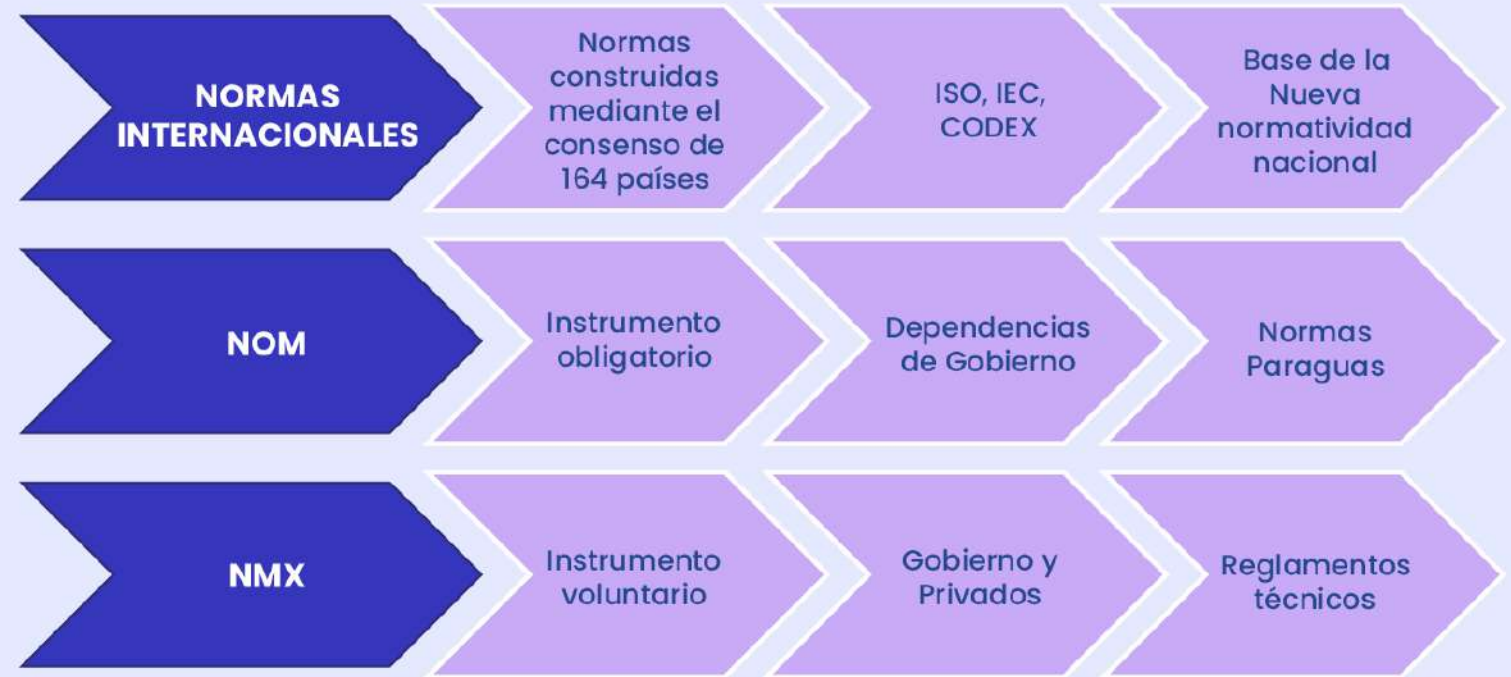 NORMAS
INTERNACIONALES
Normas
construidas
mediante el
consenso de
164 países
ISO, IEC,
CODEX
Base de la
Nueva
normatividad
nacional
NOM
Instrumento
obligatorio
Dependencias
de Gobierno
Normas
Paraguas
NMX
Instrumento
voluntario
Gobierno y
Privados
Reglamentos
técnicos